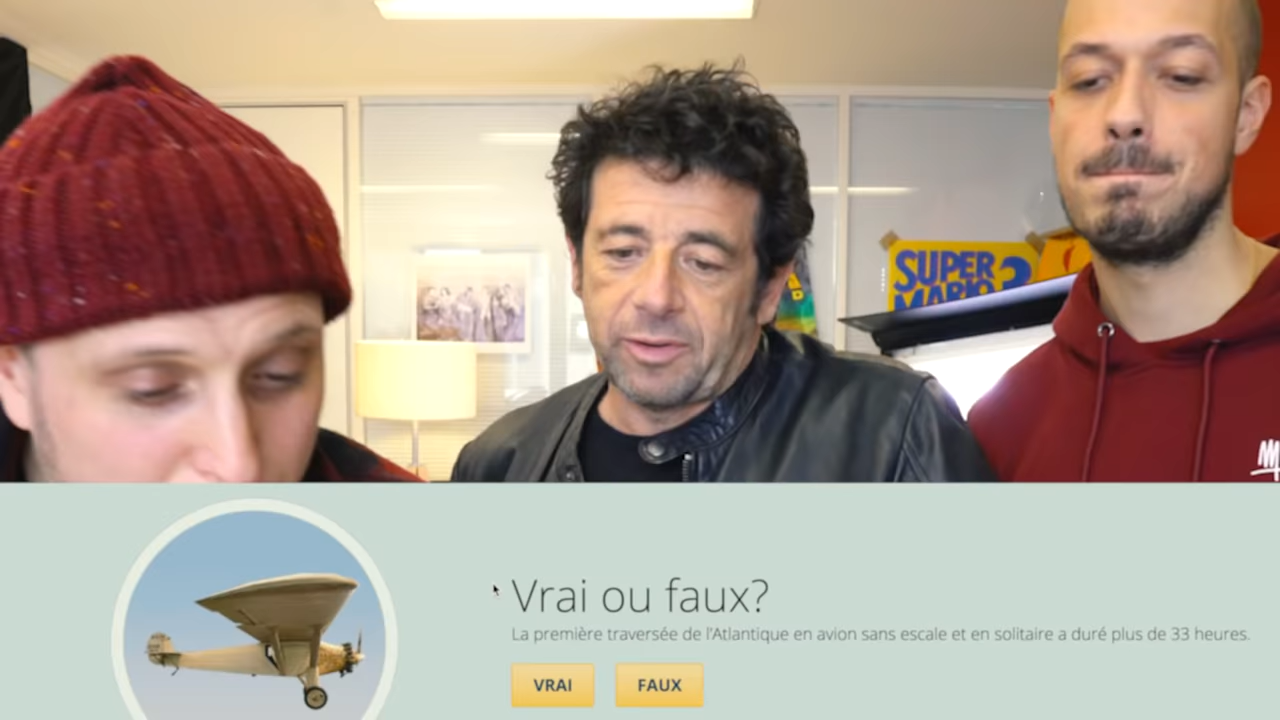 SUPER
MARIO 3
Vrai ou faux?
La première traversée de l'Atlantique en avion sans escale et en solitaire a duré plus de 33 heures.
VRAI
FAUX